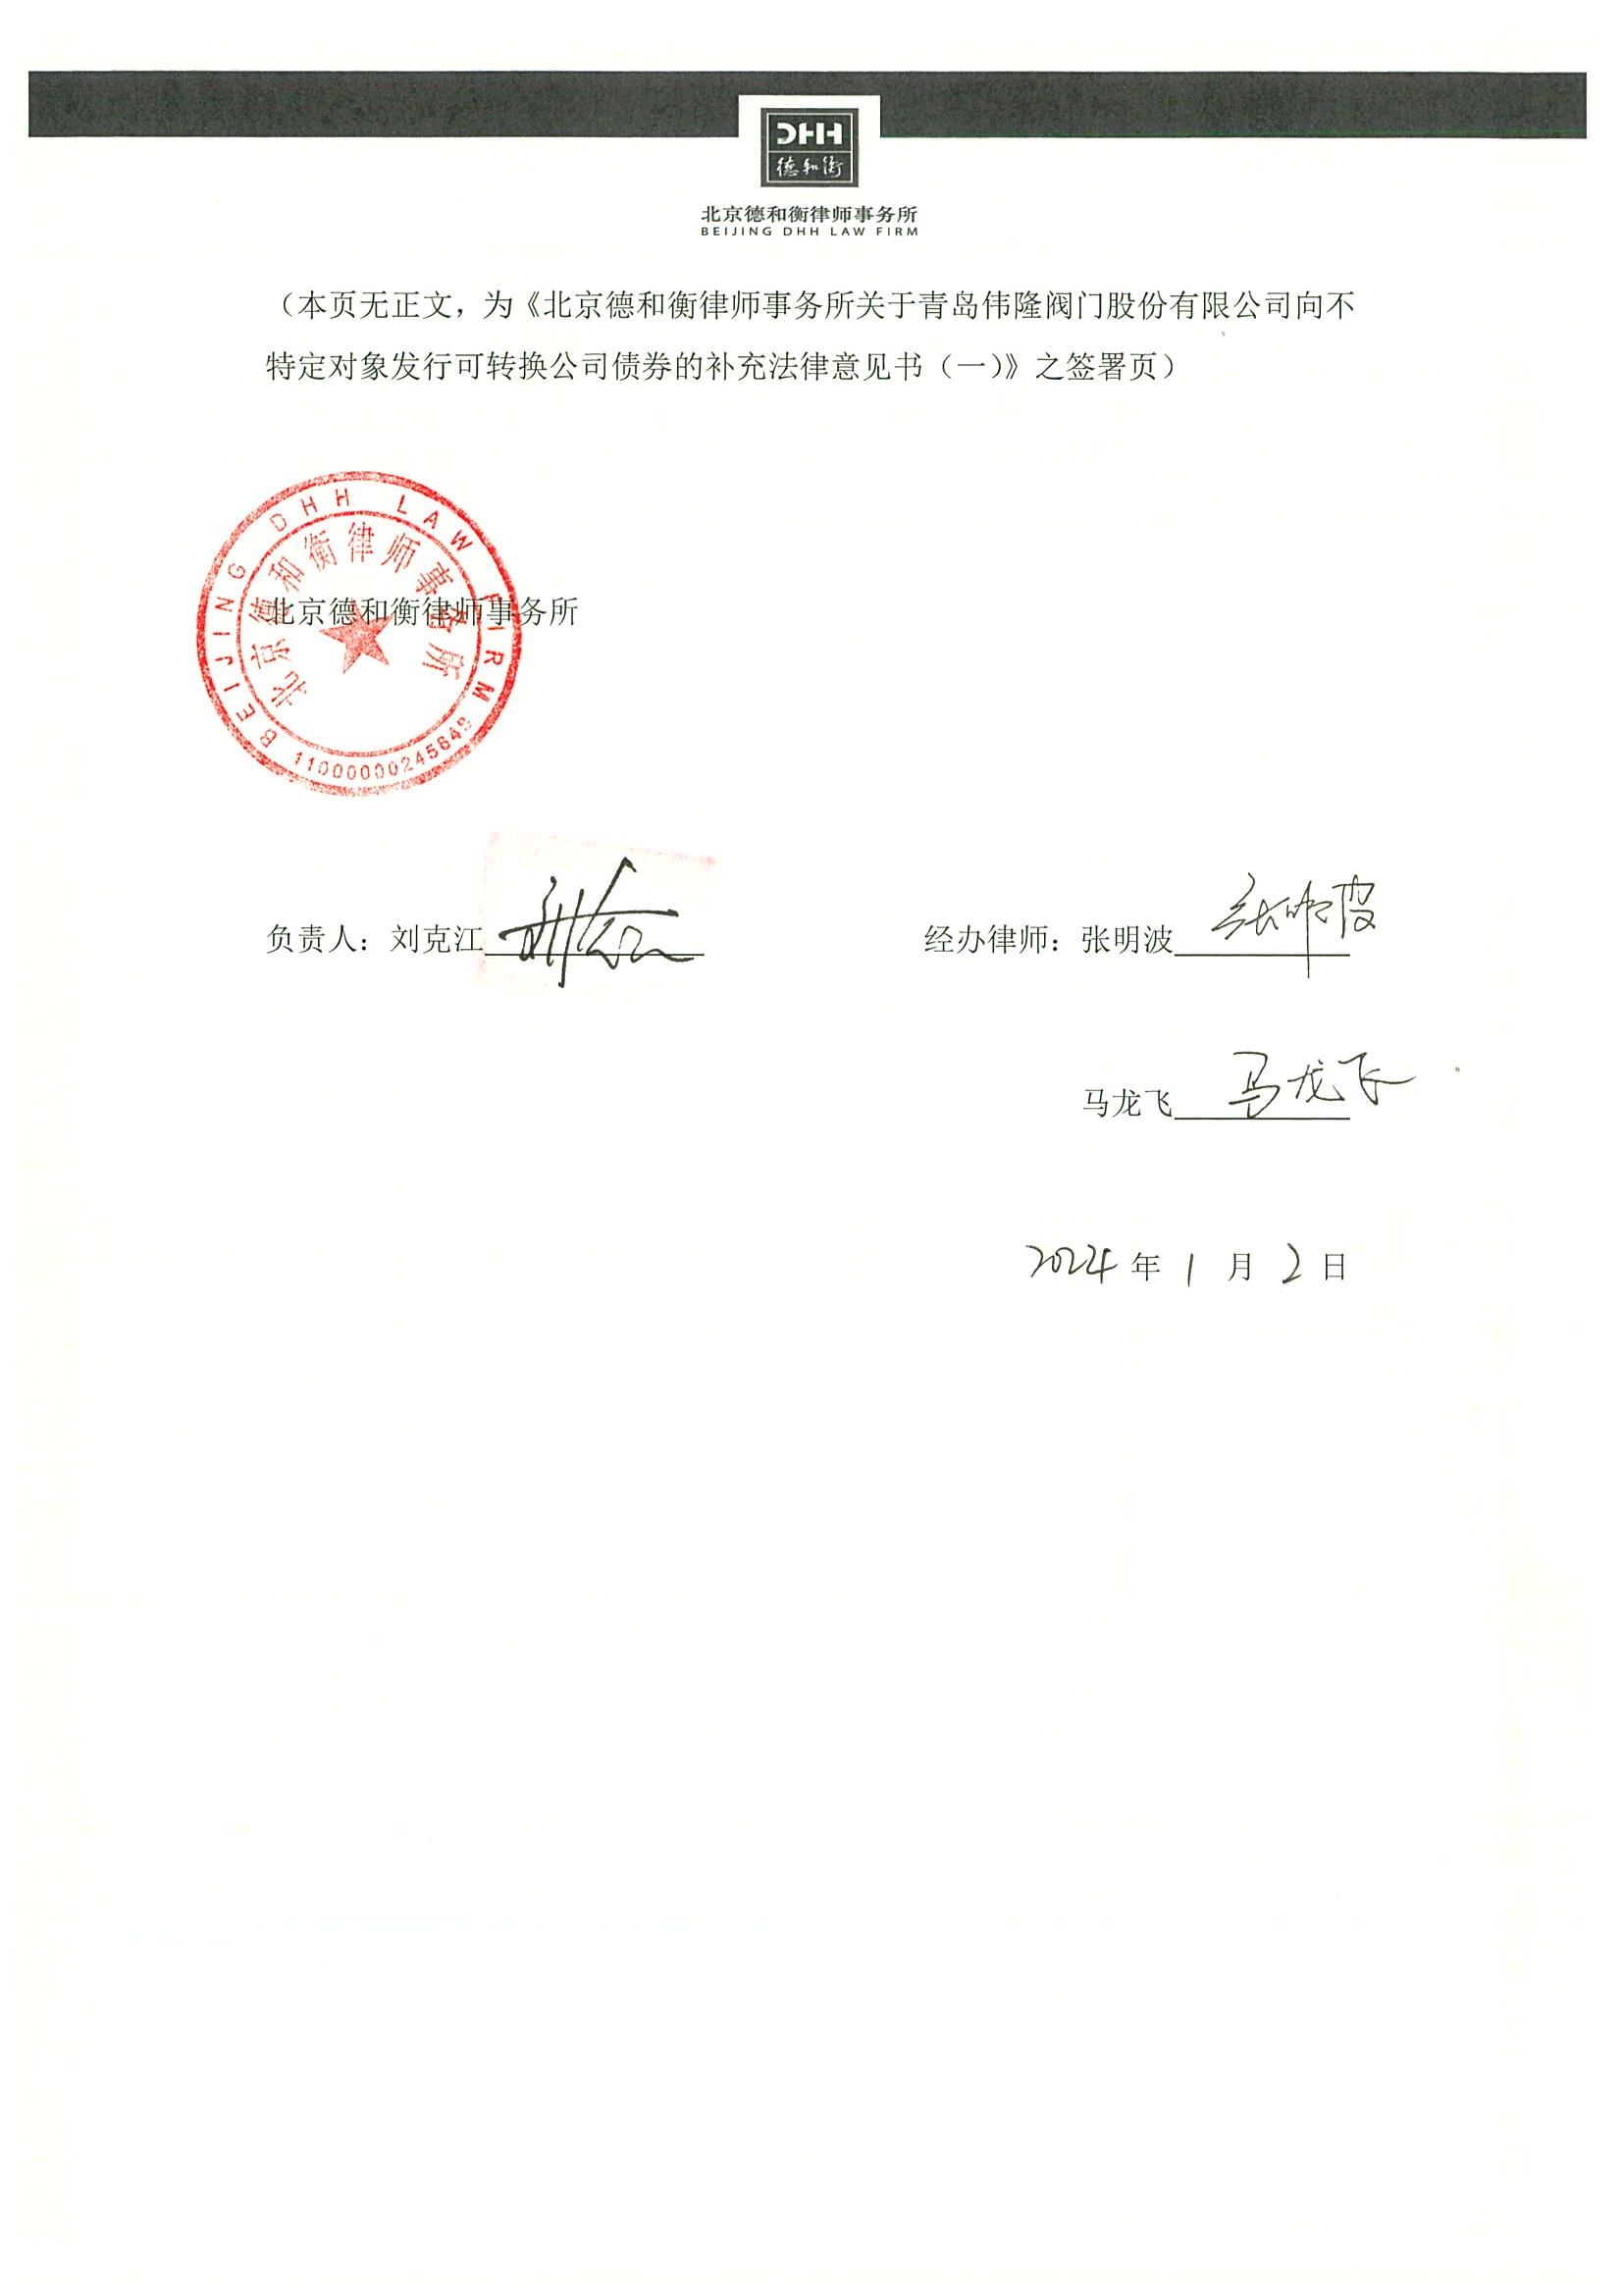 DHH
德和衡
北京德和衡律师事务所
BEIJING DHH LAW FIRM
（本页无正文，为《北京德和衡律师事务所关于青岛伟隆阀门股份有限公司向不
特定对象发行可转换公司债券的补充法律意见书（一）》之签署页）
BEIJING DHH LAW FIRM
北京德和衡律师事务所
北京德和衡律师事务所
负责人：刘克江 经办律师：张明波 张明波
马龙飞 马龙飞
2024 年 1 月 2 日